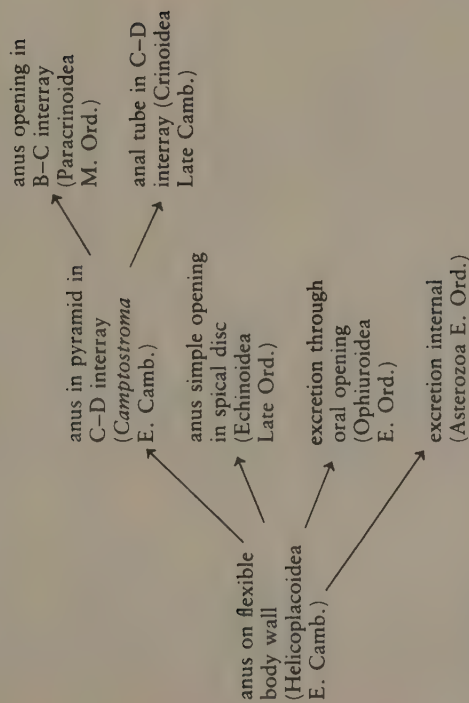 anus on flexible
body wall
(Helicoplacoidea
E. Camb.)
anus in pyramid in
C–D interray
(Camptostroma
E. Camb.)
anus opening in
B–C interray
(Paracrinoidea
M. Ord.)
anal tube in C–D
interray (Crinoidea
Late Camb.)
anus simple opening
in spical disc
(Echinoidea
Late Ord.)
excretion through
oral opening
(Ophiuroidea
E. Ord.)
excretion internal
(Asterozoa E. Ord.)